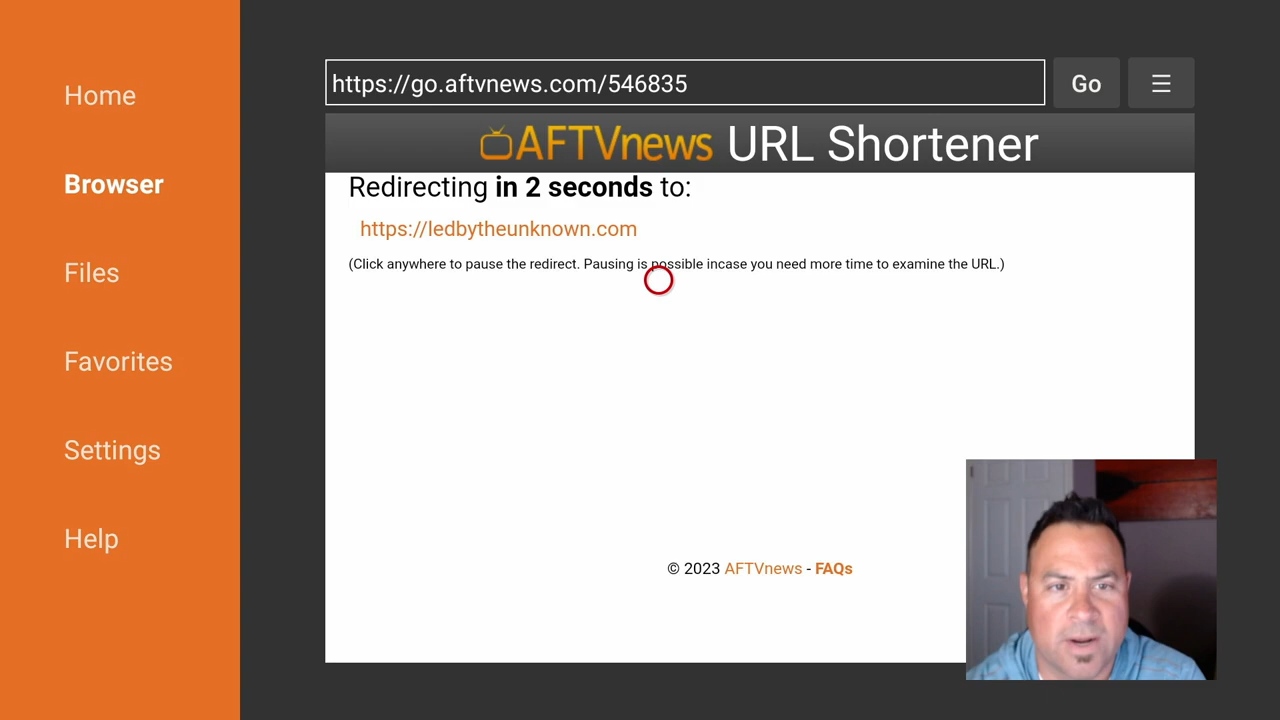 Home
Browser
Files
Favorites
Settings
Help
https://go.aftvnews.com/546835
Go
AFTVnews URL Shortener
Redirecting in 2 seconds to:
https://ledbytheunknown.com
(Click anywhere to pause the redirect. Pausing is possible incase you need more time to examine the URL.)
© 2023 AFTVnews - FAQs